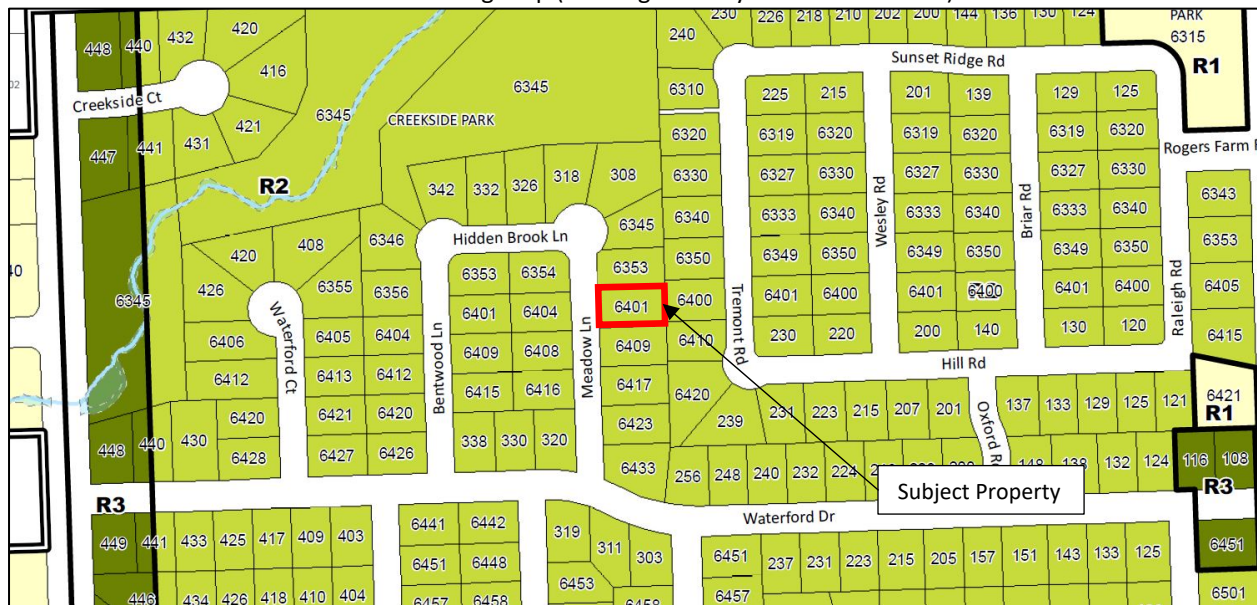 230 226 218 210 202 200 144 136 130 124 PARK
6315
R1
448 440 432 420
240
Sunset Ridge Rd
416
6345
6310
225 215 201 139 129 125
Creekside Ct
421
6345
CREEKSIDE PARK
6320
6319 6320 6319 6320 6319 6320
447 441 431
Rogers Farm R
R2
342 332 326 318 308
6330
6327 6330 6327 6330 6327 6330
6343
6345
6340
6333 6340 6333 6340 6333 6340
Wesley Rd
Briar Rd
420 408 6346
Hidden Brook Ln
6353
6350
6349 6350 6349 6350 6349 6350
6353
40
6345
426
6355 6356
6353 6354
6401
6400
6401 6400 6401 6400 6401 6400
6405
Waterford Ct
Tremont Rd
Raleigh Rd
6406
6405 6404
6401 6404
6409
6410
230 220 200 140 130 120
6415
6412
6413 6412
Bentwood Ln
6409 6408
Meadow Ln
6417
Hill Rd
6420
6421 6420
6415 6416
6423
6420
239
231 223 215 207 201
Oxford Rd
137 133 129 125 121
6421
R1
448 440 430
6428
6427 6426
338 330 320
6433
256 248 240 232 224
132 124 116 108
Subject Property
R3
R3
Waterford Dr
449 441 433 425 417 409 403
6441 6442
319 311 303
6451
237 231 223 215 205 157 151 143 133 125
6451
6451 6448
6453
446 434 426 418 410 404
6457 6458
6458
6457
6501